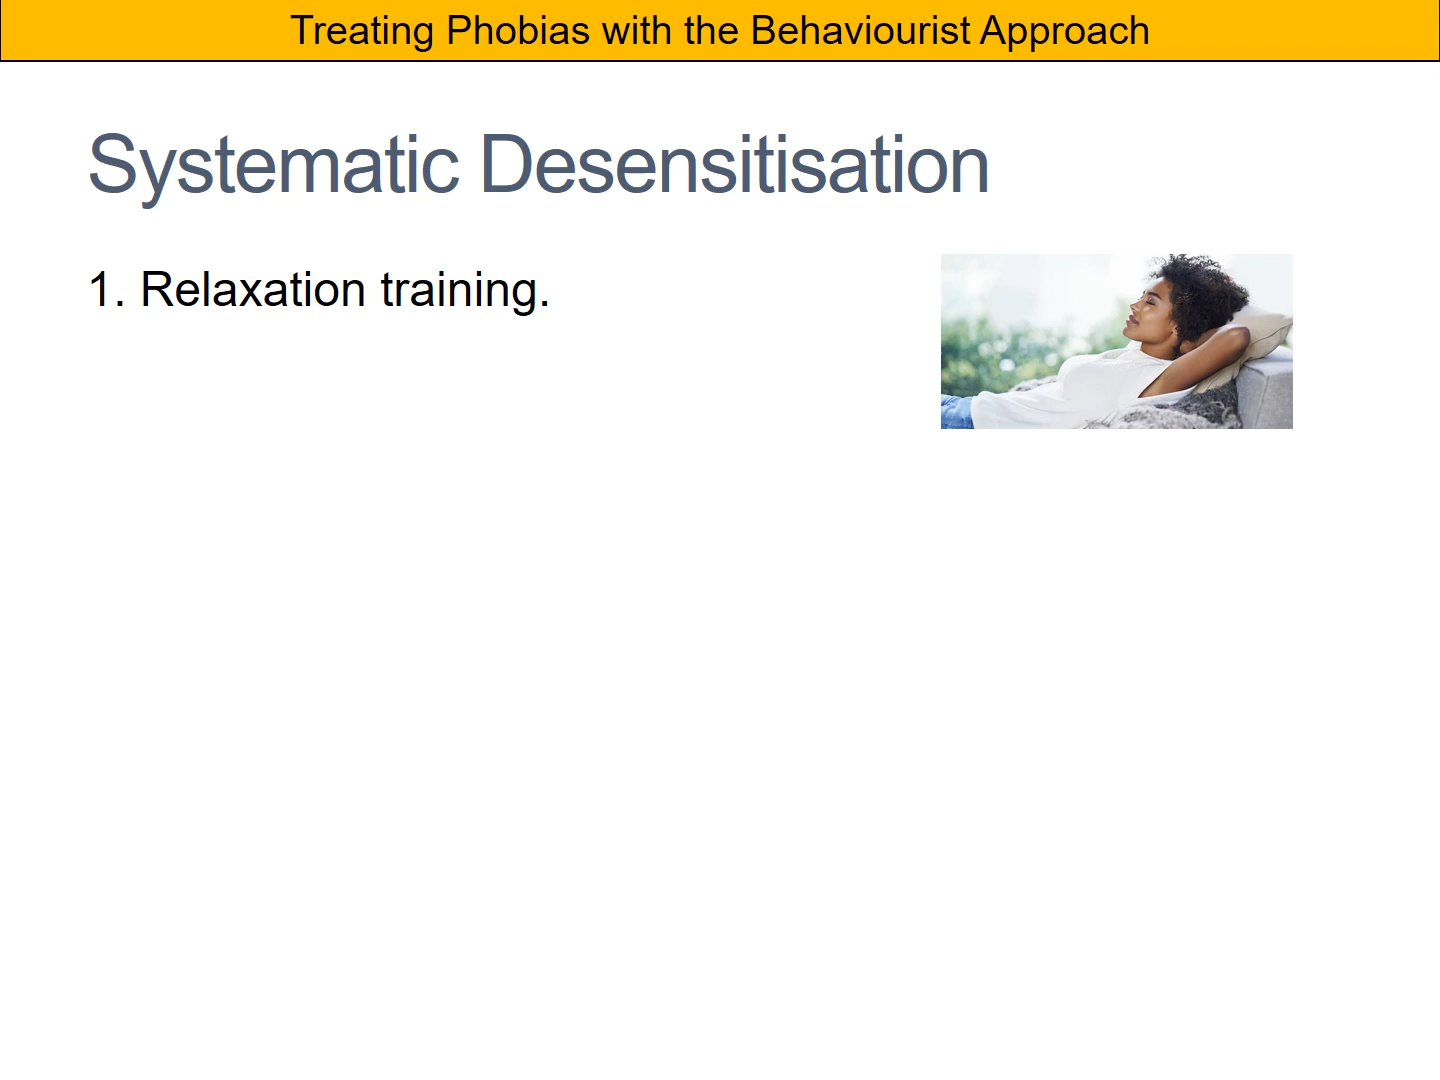 Treating Phobias with the Behaviourist Approach
Systematic Desensitisation
1. Relaxation training.